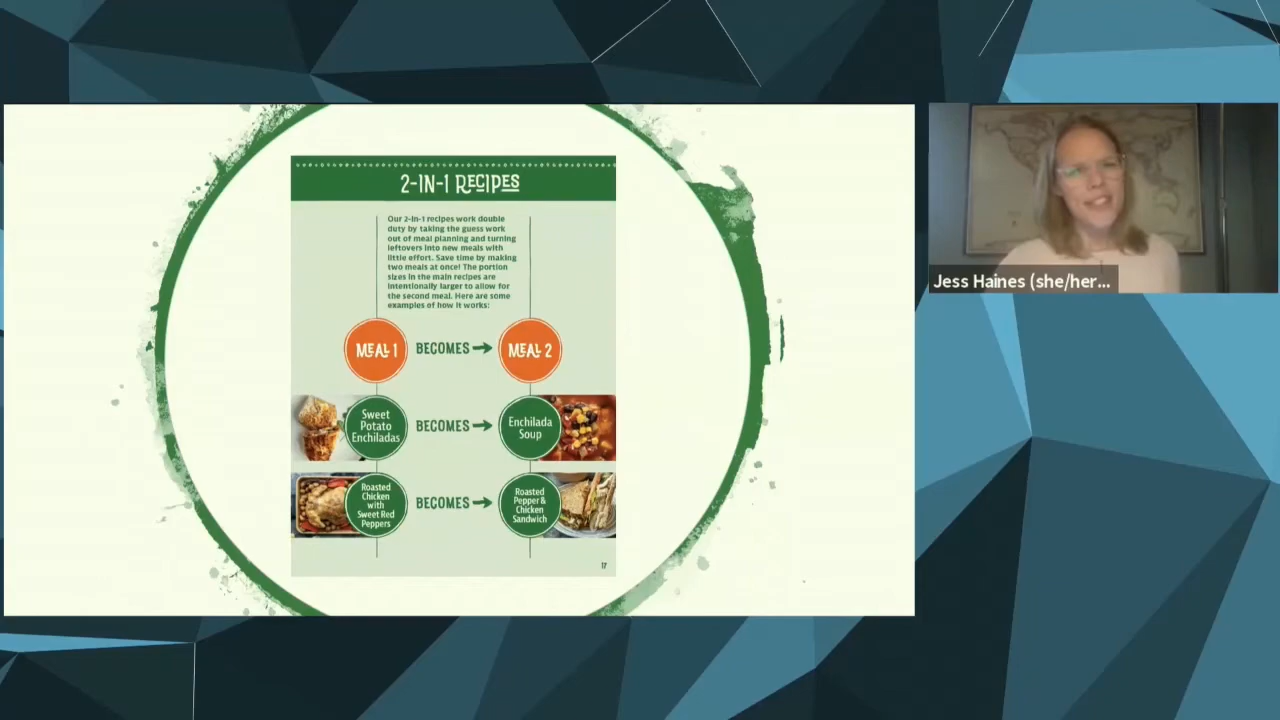 2-IN-1 RECIPES
Our 2-in-1 recipes work double
duty by taking the guess work
out of meal planning and turning
leftovers into new meals with
little effort. Save time by making
two meals at once! The portion
sizes in the main recipes are
intentionally larger to allow for
the second meal. Here are some
examples of how it works:
MEAL 1
BECOMES
MEAL 2
Sweet
Potato
Enchiladas
BECOMES
Enchilada
Soup
Roasted
Chicken
with
Sweet Red
Peppers
BECOMES
Roasted
Pepper &
Chicken
Sandwich
17
Jess Haines (she/her...